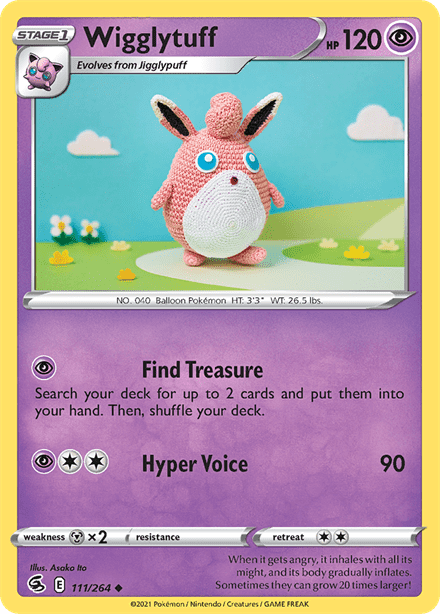 STAGE 1
Wigglytuff
HP 120
Evolves from Jigglypuff
NO. 040 Balloon Pokémon HT: 3'3" WT: 26.5 lbs.
Find Treasure
Search your deck for up to 2 cards and put them into
your hand. Then, shuffle your deck.
Hyper Voice 90
weakness ×2 resistance retreat
Illus. Asako Ito
When it gets angry, it inhales with all its
might, and its body gradually inflates.
Sometimes they can grow 20 times larger!
E 111/264
©2021 Pokémon / Nintendo / Creatures / GAME FREAK